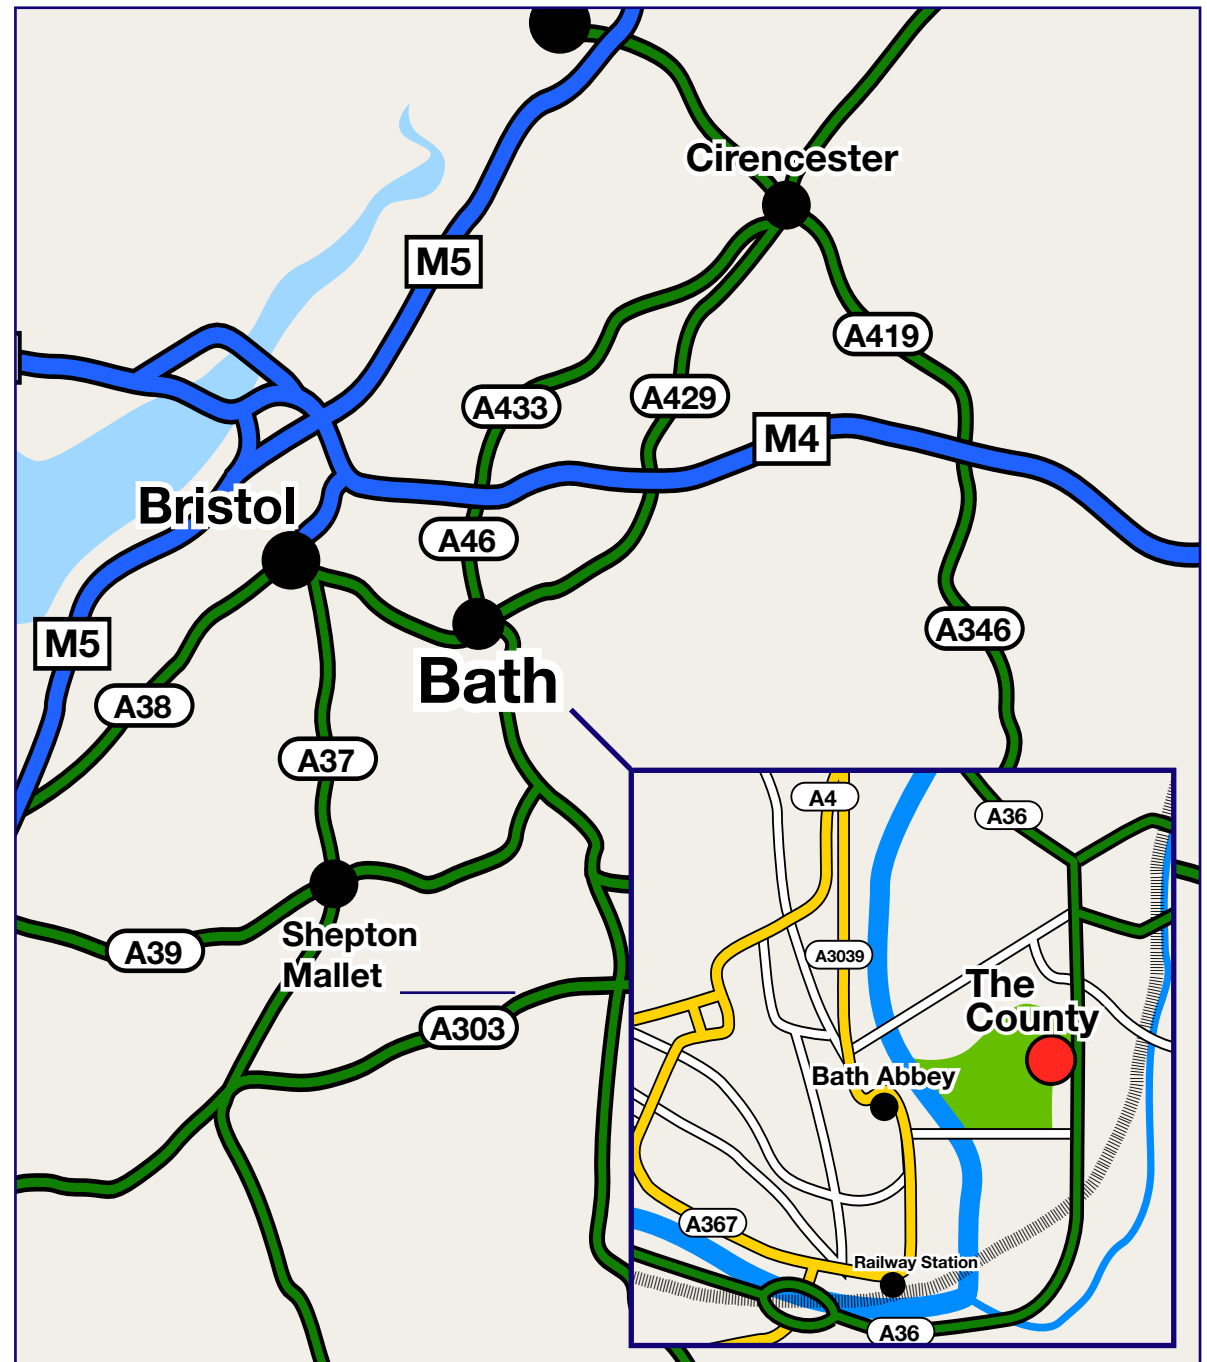 Cirencester
M5
A419
A433
A429
M4
Bristol
A46
M5
A346
Bath
A38
A37
A4
A36
Shepton
Mallet
A39
A3039
The
County
A303
Bath Abbey
A367
Railway Station
A36